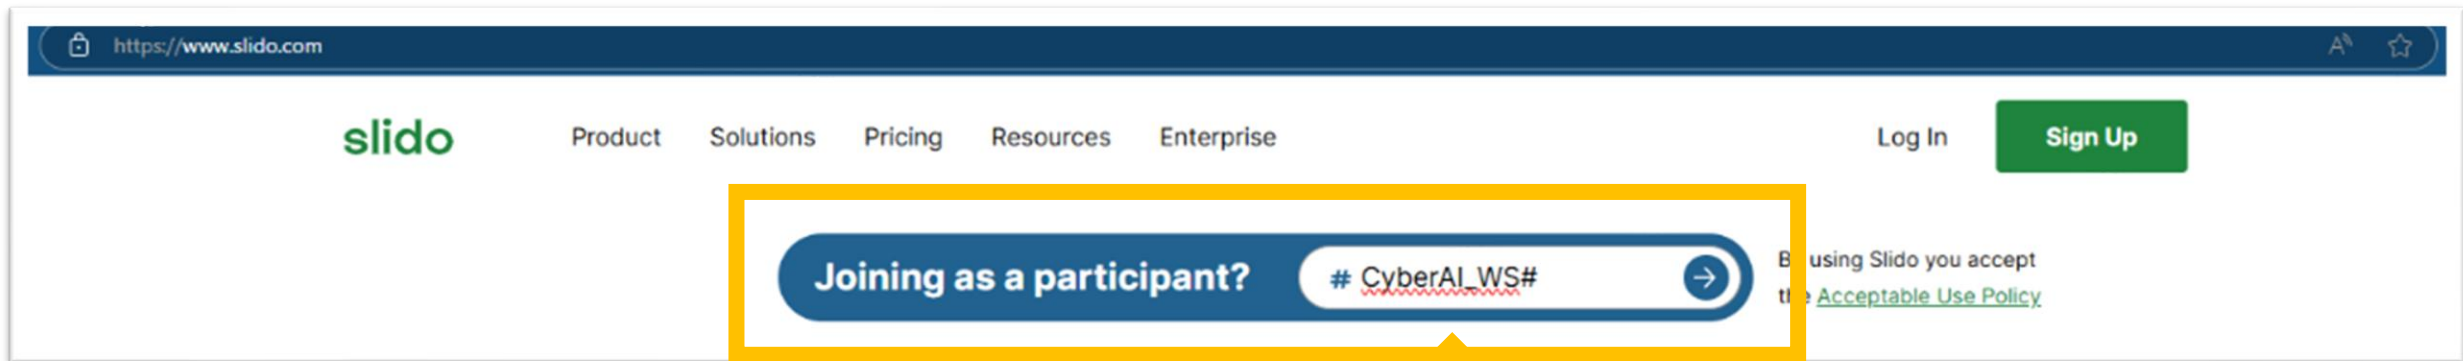 https://www.slido.com
slido Product Solutions Pricing Resources Enterprise Log In Sign Up
Joining as a participant? # CyberAI_WS#
using Slido you accept
Acceptable Use Policy